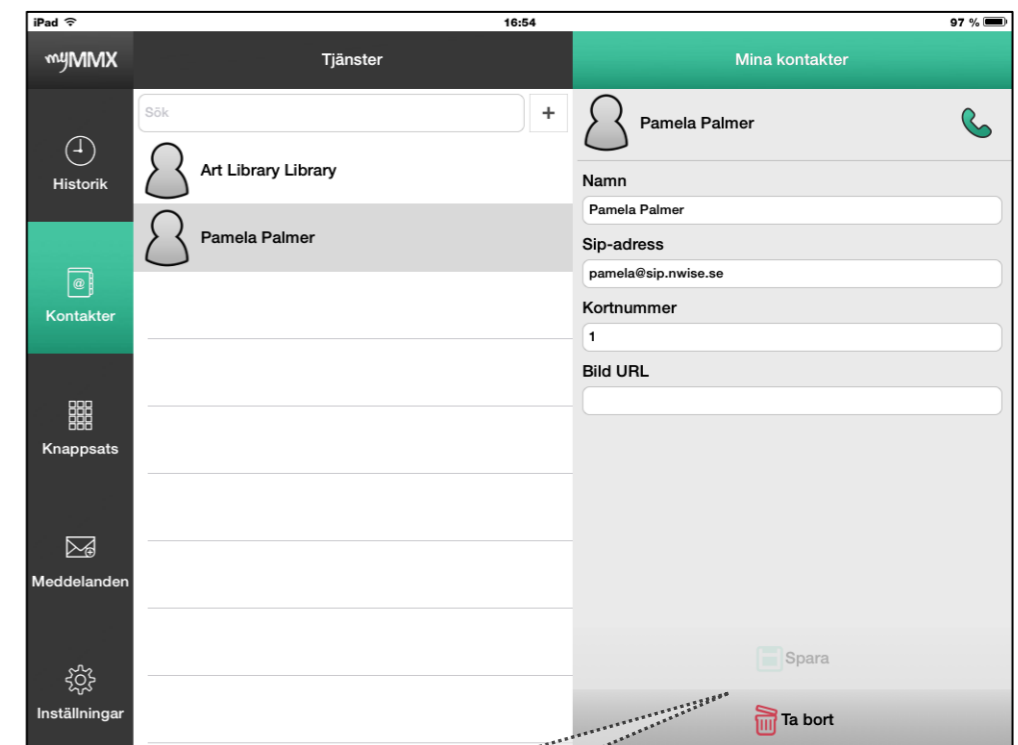 iPad 16:54 97 %
myMMX
Tjänster
Mina kontakter
Historik
Kontakter
Knappsats
Meddelanden
Inställningar
Sök +
Art Library Library
Pamela Palmer
Pamela Palmer
Namn
Pamela Palmer
Sip-adress
pamela@sip.nwise.se
Kortnummer
1
Bild URL
Spara
Ta bort